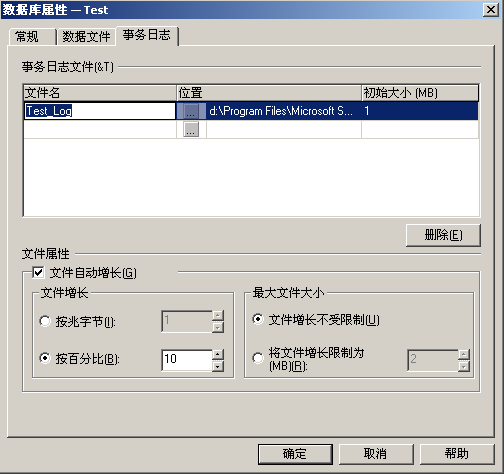 数据库属性 — Test
常规 数据文件 事务日志
事务日志文件(&T)
文件名 位置 初始大小 (MB)
Test_Log ... d:\Program Files\Microsoft S... 1
...
删除(E)
文件属性
文件自动增长(G)
文件增长 最大文件大小
按兆字节(I): 1 文件增长不受限制(U)
按百分比(B): 10 将文件增长限制为
(MB)(R): 2
确定 取消 帮助